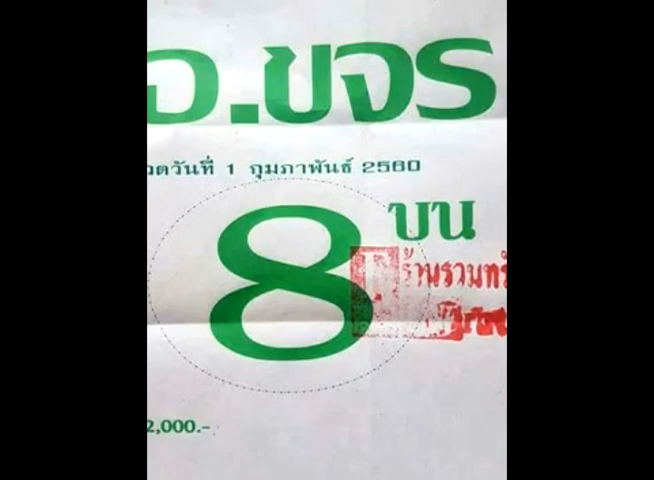 อ.ขจร
วดวันที่ 1 กุมภาพันธ์ 2560
8 บน
ร้านรวมทรั
2,000.-